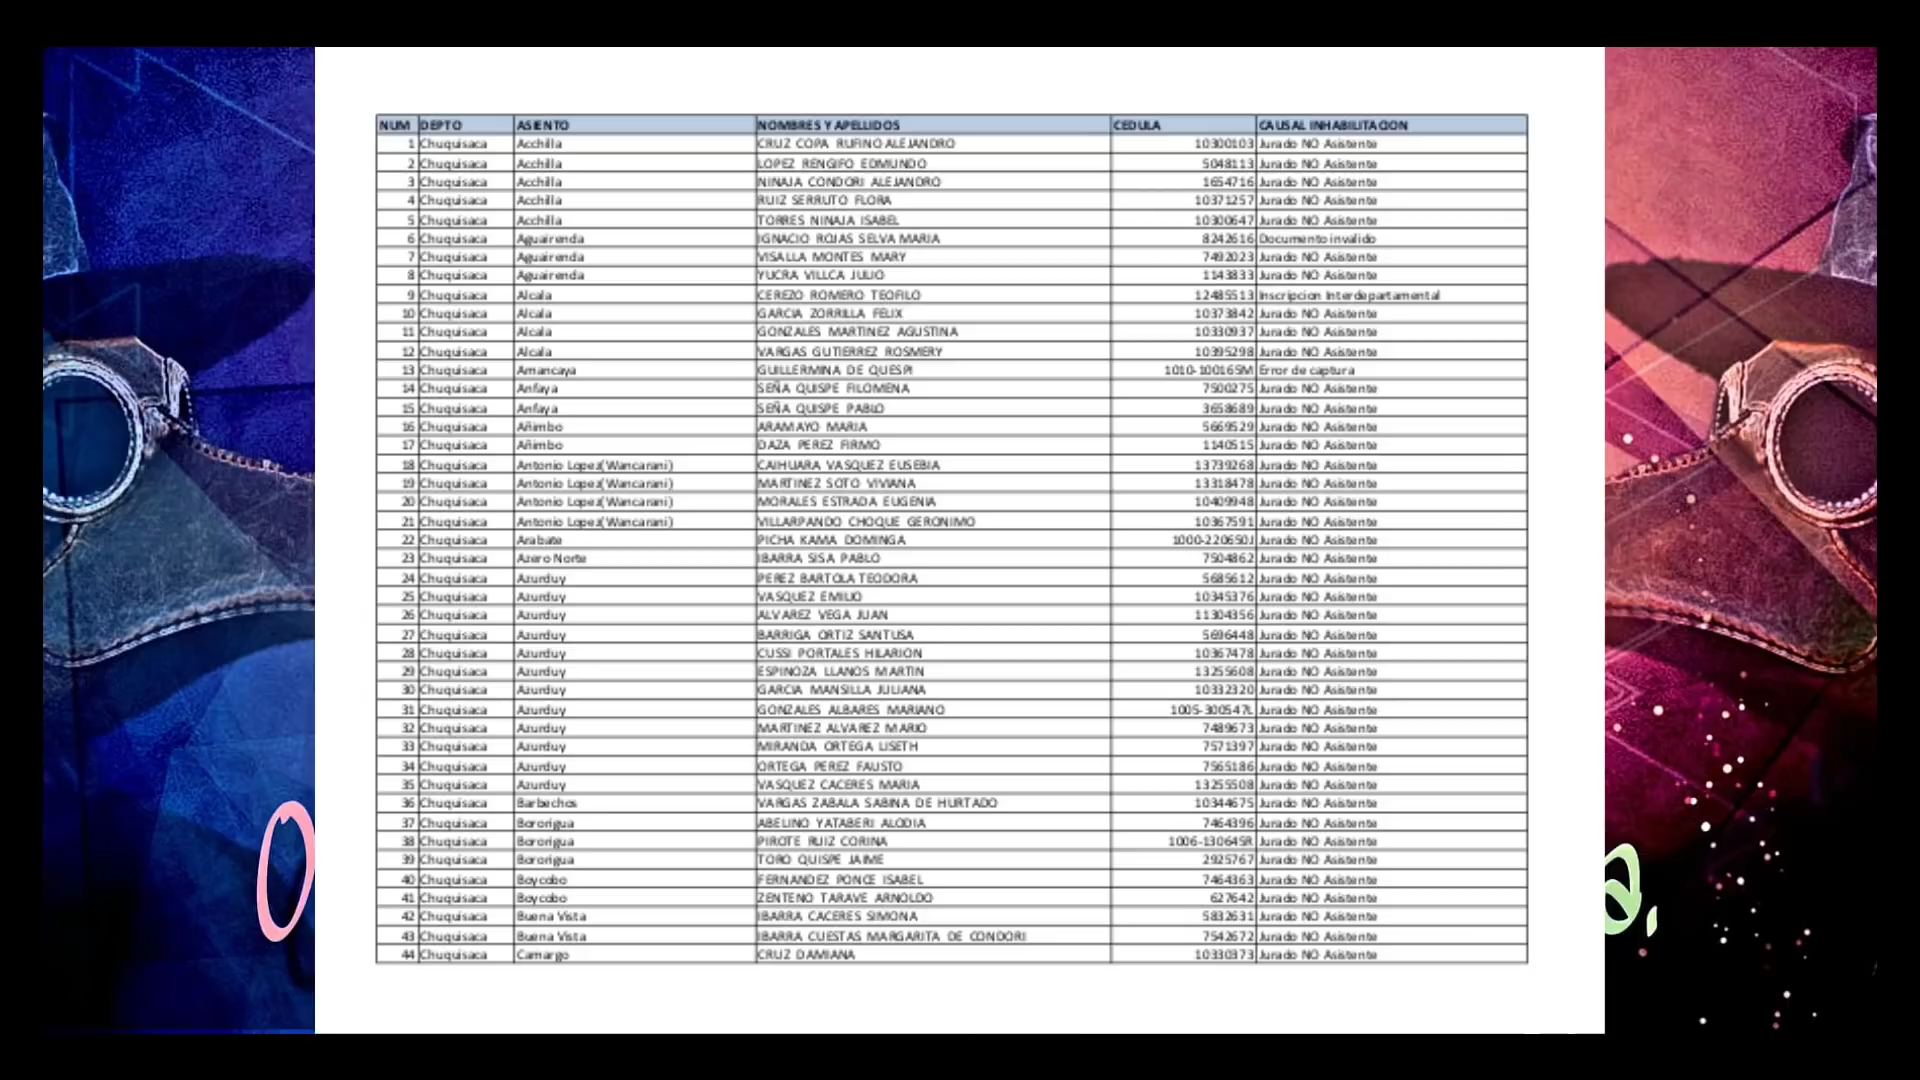 NUM DEPTO ASIENTO NOMBRES Y APELLIDOS CEDULA CAUSAL INHABILITACION
1 Chuquisaca Acchilla CRUZ COPA RUFINO ALEJANDRO 10300103 Jurado NO Asistente
2 Chuquisaca Acchilla LOPEZ RENGIFO EDMUNDO 5048113 Jurado NO Asistente
3 Chuquisaca Acchilla NINAJA CONDORI ALEJANDRO 1654716 Jurado NO Asistente
4 Chuquisaca Acchilla RUIZ SERRUTO FLORA 10371257 Jurado NO Asistente
5 Chuquisaca Acchilla TORRES NINAJA ISABEL 10300647 Jurado NO Asistente
6 Chuquisaca Aguairenda IGNACIO ROJAS SELVA MARIA 8242616 Documento invalido
7 Chuquisaca Aguairenda VISALLA MONTES MARY 7492023 Jurado NO Asistente
8 Chuquisaca Aguairenda YUCRA VILLCA JULIO 1143833 Jurado NO Asistente
9 Chuquisaca Alcala CEREZO ROMERO TEOFILO 12485513 Inscripcion Interdepartamental
10 Chuquisaca Alcala GARCIA ZORRILLA FELIX 10373842 Jurado NO Asistente
11 Chuquisaca Alcala GONZALES MARTINEZ AGUSTINA 10330937 Jurado NO Asistente
12 Chuquisaca Alcala VARGAS GUTIERREZ ROSMERY 10395298 Jurado NO Asistente
13 Chuquisaca Amancaya GUILLERMINA DE QUESPI 1010-100165M Error de captura
14 Chuquisaca Anfaya SEÑA QUISPE FILOMENA 7500275 Jurado NO Asistente
15 Chuquisaca Anfaya SEÑA QUISPE PABLO 3658689 Jurado NO Asistente
16 Chuquisaca Añimbo ARAMAYO MARIA 5669529 Jurado NO Asistente
17 Chuquisaca Añimbo DAZA PEREZ FIRMO 1140515 Jurado NO Asistente
18 Chuquisaca Antonio Lopez(Wancarani) CAIHUARA VASQUEZ EUSEBIA 13739268 Jurado NO Asistente
19 Chuquisaca Antonio Lopez(Wancarani) MARTINEZ SOTO VIVIANA 13318478 Jurado NO Asistente
20 Chuquisaca Antonio Lopez(Wancarani) MORALES ESTRADA EUGENIA 10409948 Jurado NO Asistente
21 Chuquisaca Antonio Lopez(Wancarani) VILLARPANDO CHOQUE GERONIMO 10367591 Jurado NO Asistente
22 Chuquisaca Arabate PICHA KAMA DOMINGA 1000-220650J Jurado NO Asistente
23 Chuquisaca Azero Norte IBARRA SISA PABLO 7504862 Jurado NO Asistente
24 Chuquisaca Azurduy PEREZ BARTOLA TEODORA 5685612 Jurado NO Asistente
25 Chuquisaca Azurduy VASQUEZ EMILIO 10345376 Jurado NO Asistente
26 Chuquisaca Azurduy ALVAREZ VEGA JUAN 11304356 Jurado NO Asistente
27 Chuquisaca Azurduy BARRIGA ORTIZ SANTUSA 5696448 Jurado NO Asistente
28 Chuquisaca Azurduy CUSSI PORTALES HILARION 10367478 Jurado NO Asistente
29 Chuquisaca Azurduy ESPINOZA LLANOS MARTIN 13255608 Jurado NO Asistente
30 Chuquisaca Azurduy GARCIA MANSILLA JULIANA 10332320 Jurado NO Asistente
31 Chuquisaca Azurduy GONZALES ALBARES MARIANO 1005-300547L Jurado NO Asistente
32 Chuquisaca Azurduy MARTINEZ ALVAREZ MARIO 7489673 Jurado NO Asistente
33 Chuquisaca Azurduy MIRANDA ORTEGA LISETH 7571397 Jurado NO Asistente
34 Chuquisaca Azurduy ORTEGA PEREZ FAUSTO 7565186 Jurado NO Asistente
35 Chuquisaca Azurduy VASQUEZ CACERES MARIA 13255508 Jurado NO Asistente
36 Chuquisaca Barbechos VARGAS ZABALA SABINA DE HURTADO 10344675 Jurado NO Asistente
37 Chuquisaca Bororigua ABELINO YATABERI ALODIA 7464396 Jurado NO Asistente
38 Chuquisaca Bororigua PIROTE RUIZ CORINA 1006-130645R Jurado NO Asistente
39 Chuquisaca Bororigua TORO QUISPE JAIME 2925767 Jurado NO Asistente
40 Chuquisaca Boycobo FERNANDEZ PONCE ISABEL 7464363 Jurado NO Asistente
41 Chuquisaca Boycobo ZENTENO TARAVE ARNOLDO 627642 Jurado NO Asistente
42 Chuquisaca Buena Vista IBARRA CACERES SIMONA 5832631 Jurado NO Asistente
43 Chuquisaca Buena Vista IBARRA CUESTAS MARGARITA DE CONDORI 7542672 Jurado NO Asistente
44 Chuquisaca Camargo CRUZ DAMIANA 10330373 Jurado NO Asistente